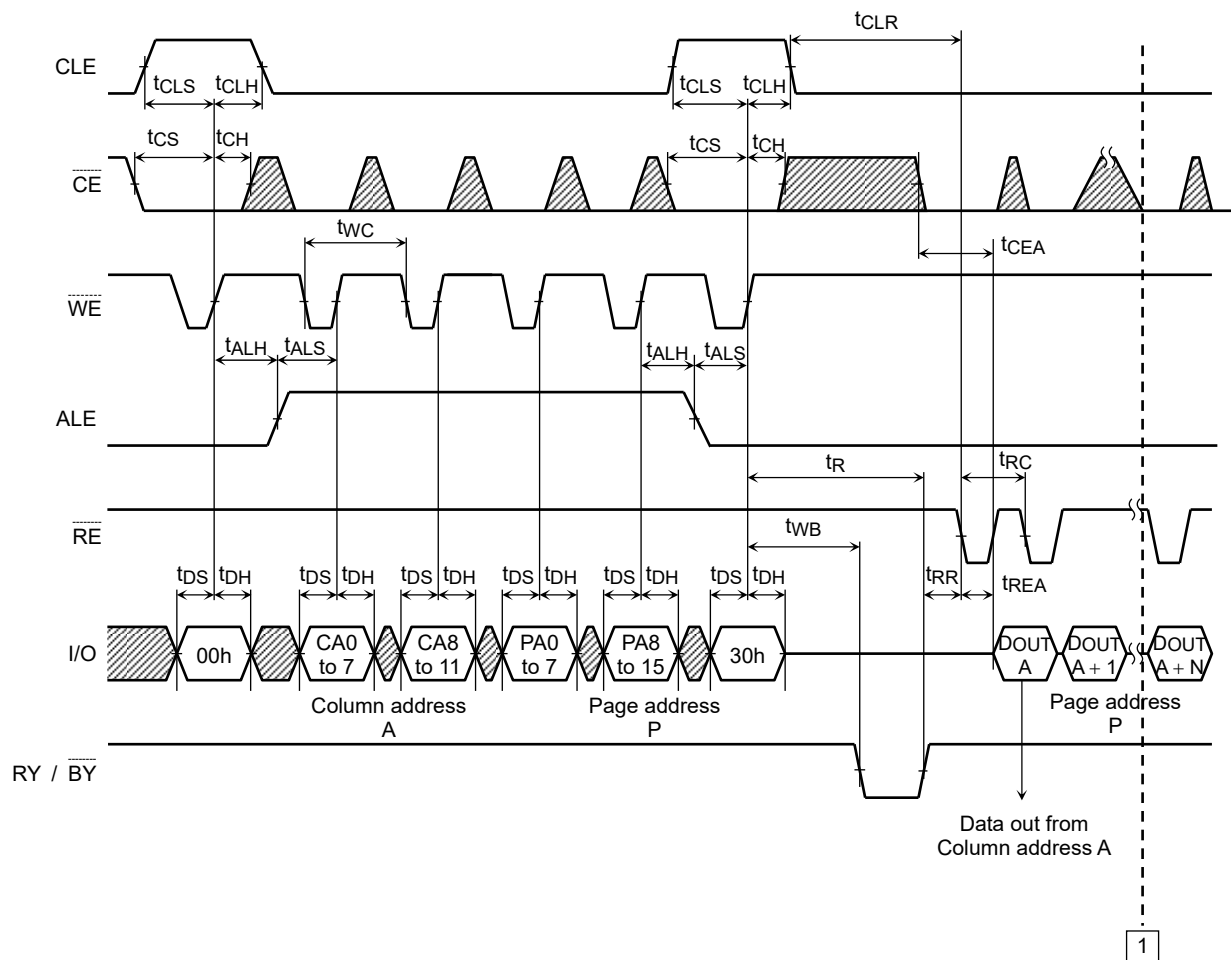 tCLR
CLE
tCLS tCLH
tCLS tCLH
tCS tCH
tCS tCH
CE
tWC
tCEA
WE
tALH tALS
tALH tALS
ALE
tR
tRC
RE
tWB
tDS tDH
tDS tDH
tDS tDH
tDS tDH
tDS tDH
tDS tDH
tRR
tREA
I/O
00h
CA0
to 7
CA8
to 11
PA0
to 7
PA8
to 15
30h
DOUT
A
DOUT
A + 1
DOUT
A + N
Column address
A
Page address
P
Page address
P
RY / BY
Data out from
Column address A
1